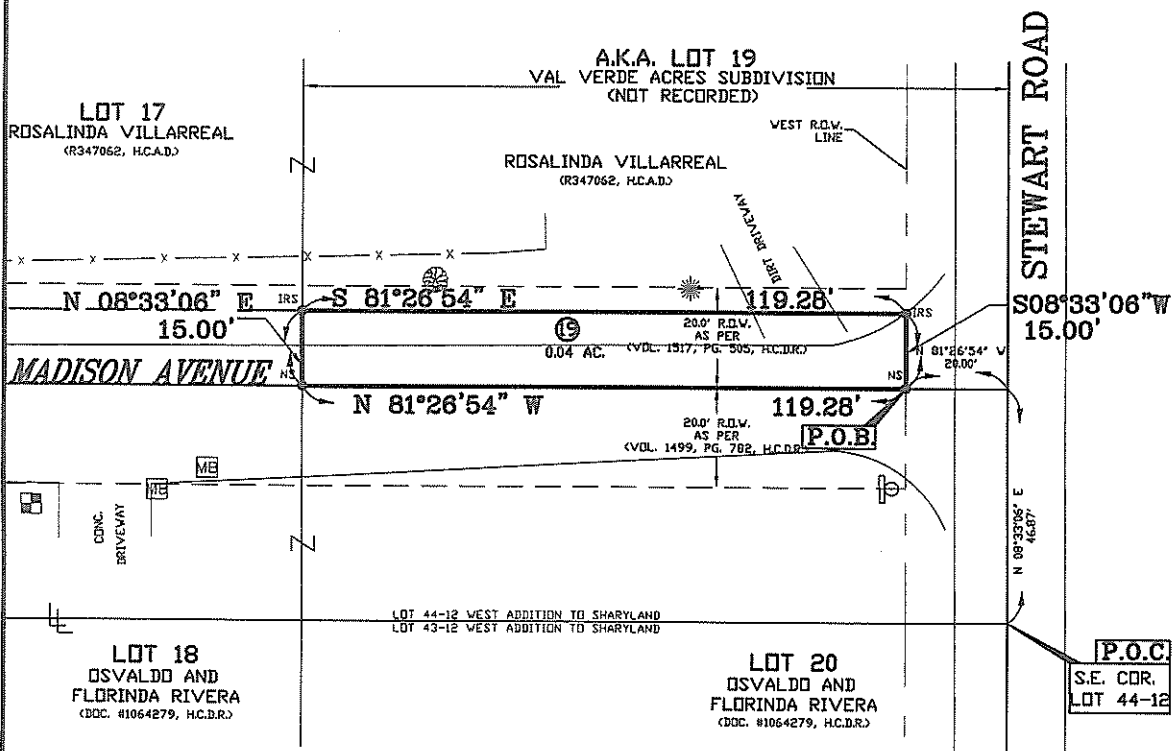 A.K.A. LOT 19
VAL VERDE ACRES SUBDIVISION
(NOT RECORDED)
STEWART ROAD
LOT 17
ROSALINDA VILLARREAL
(R347062, H.C.A.D.)
WEST R.O.W.
LINE
ROSALINDA VILLARREAL
(R347062, H.C.A.D.)
DIRT DRIVEWAY
N 08°33'06" E
15.00'
IRS
S 81°26'54" E
119.28'
IRS
S08°33'06"W
15.00'
19
0.04 AC.
20.0' R.O.W.
AS PER
(VOL. 1517, PG. 505, H.C.D.R.)
N 81°26'54" W
20.00'
MADISON AVENUE
NS
NS
N 81°26'54" W
119.28'
P.O.B.
20.0' R.O.W.
AS PER
(VOL. 1499, PG. 782, H.C.D.R.)
MB
MB
CONC.
DRIVEWAY
N 08°33'06" E
46.87'
LOT 44-12 WEST ADDITION TO SHARYLAND
LOT 43-12 WEST ADDITION TO SHARYLAND
LOT 18
OSVALDO AND
FLORINDA RIVERA
(DOC. #1064279, H.C.D.R.)
LOT 20
OSVALDO AND
FLORINDA RIVERA
(DOC. #1064279, H.C.D.R.)
P.O.C.
S.E. COR.
LOT 44-12